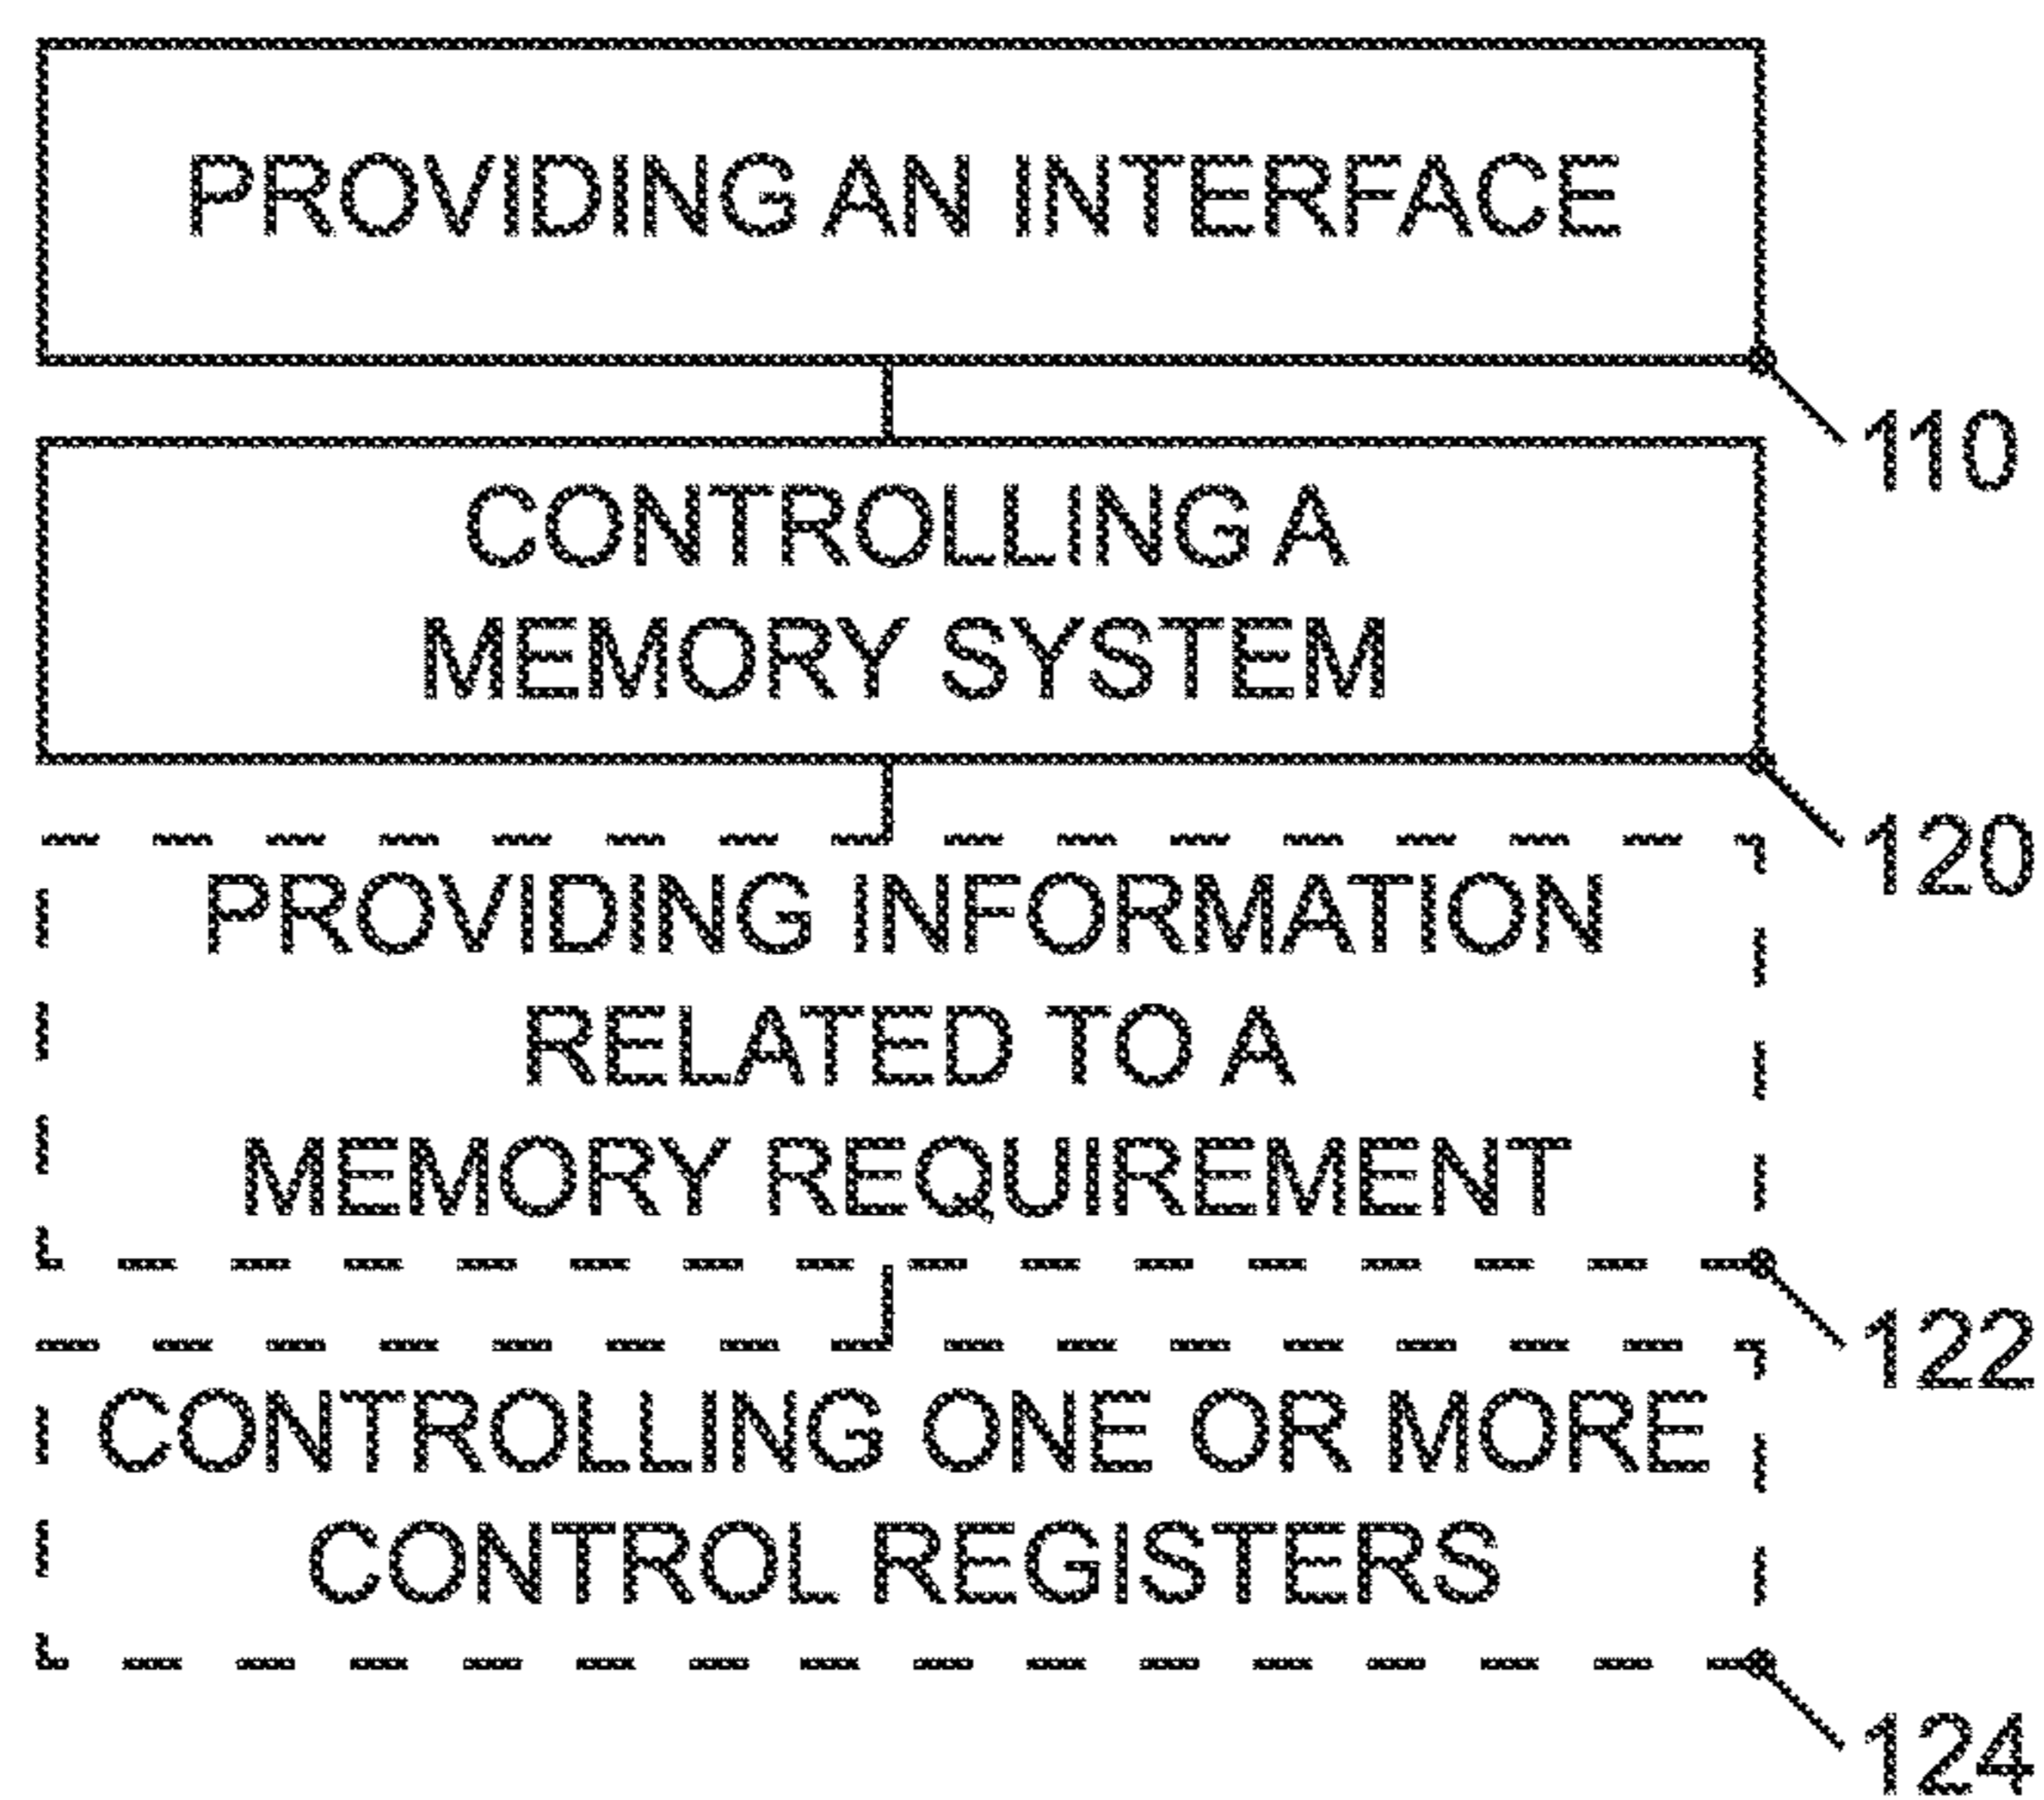 PROVIDING AN INTERFACE
110
CONTROLLING A
MEMORY SYSTEM
120
PROVIDING INFORMATION
RELATED TO A
MEMORY REQUIREMENT
122
CONTROLLING ONE OR MORE
CONTROL REGISTERS
124